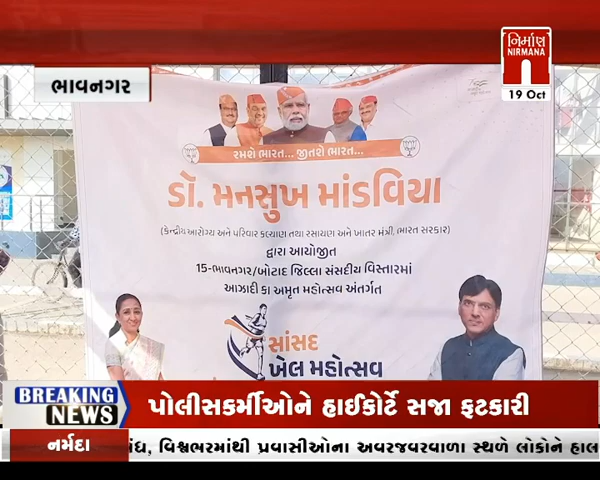 નિર્માણ
NIRMANA
19 Oct
ભાવનગર
રમશે ભારત... જીતશે ભારત...
ડો. મનસુખ માંડવિયા
(કેન્દ્રીય આરોગ્ય અને પરિવાર કલ્યાણ તથા રસાયણ અને ખાતર મંત્રી, ભારત સરકાર)
દ્વારા આયોજીત
15-ભાવનગર/બોટાદ જિલ્લા સંસદીય વિસ્તારમાં
આઝાદી કા અમૃત મહોત્સવ અંતર્ગત
સાંસદ
ખેલ મહોત્સવ
BREAKING
NEWS
પોલીસકર્મીઓને હાઈકોર્ટે સજા ફટકારી
નર્મદા
બંધ, વિશ્વભરમાંથી પ્રવાસીઓના અવરજવરવાળા સ્થળે લોકોને હાલ